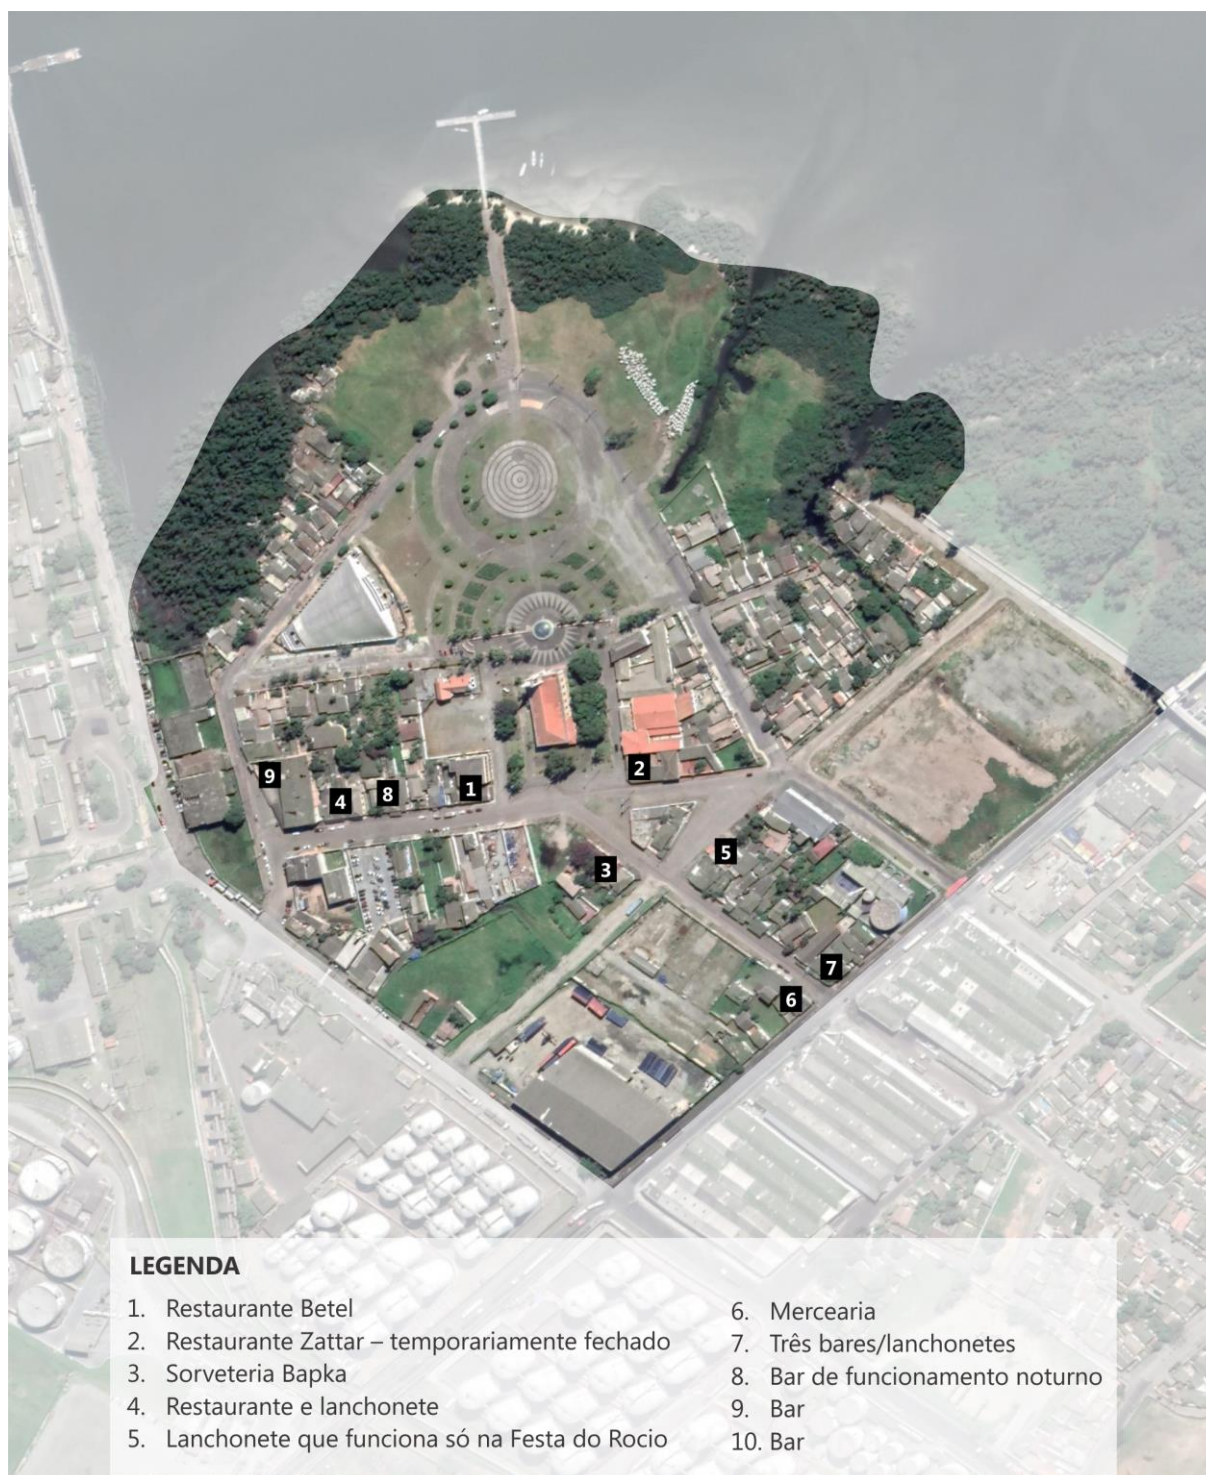 9
4
8
1
2
3
5
7
6
LEGENDA
1. Restaurante Betel
2. Restaurante Zattar – temporariamente fechado
3. Sorveteria Bapka
4. Restaurante e lanchonete
5. Lanchonete que funciona só na Festa do Rocio
6. Mercearia
7. Três bares/lanchonetes
8. Bar de funcionamento noturno
9. Bar
10. Bar